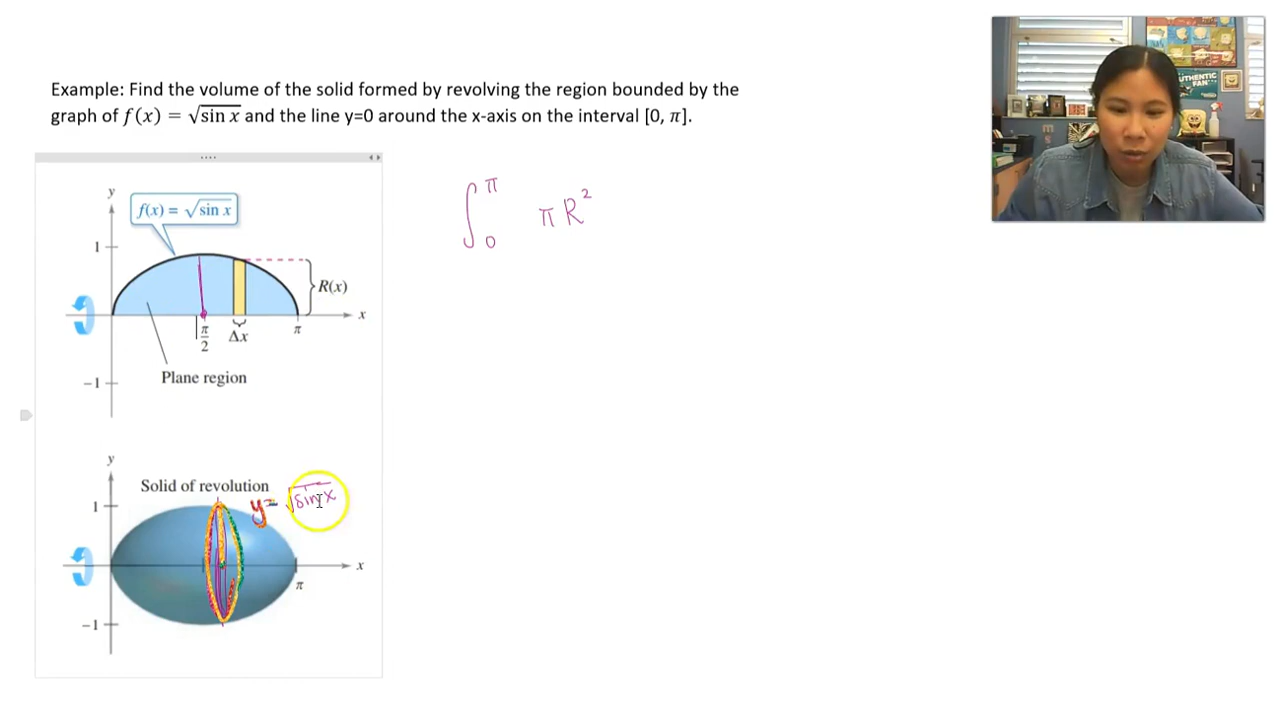 Example: Find the volume of the solid formed by revolving the region bounded by the
graph of f(x) = √sin x and the line y=0 around the x-axis on the interval [0, π].
y
f(x) = √sin x
1
R(x)
x
π/2
Δx
π
Plane region
−1
∫₀^π πR²
y
Solid of revolution
y = √sin x
1
x
π
−1
AUTHENTIC
FAN